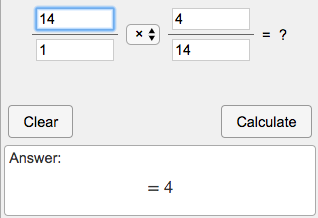 14 × 4 = ?
1 14
Clear Calculate
Answer:
= 4